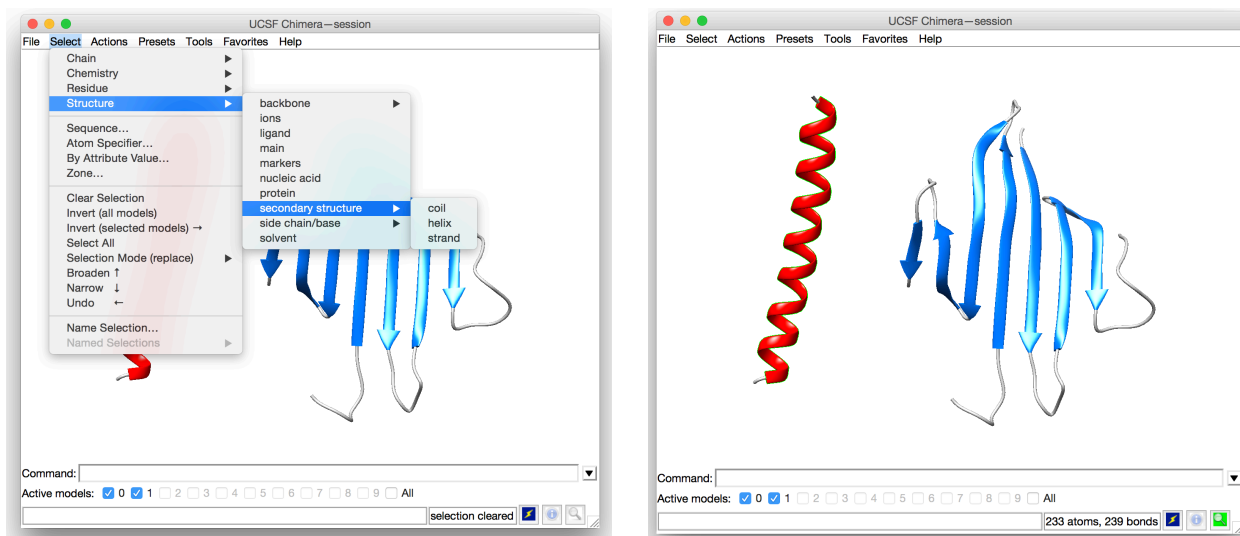 UCSF Chimera—session
File Select Actions Presets Tools Favorites Help
Chain
Chemistry
Residue
Structure
Sequence...
Atom Specifier...
By Attribute Value...
Zone...
Clear Selection
Invert (all models)
Invert (selected models) →
Select All
Selection Mode (replace)
Broaden ↑
Narrow ↓
Undo ←
Name Selection...
Named Selections
backbone
ions
ligand
main
markers
nucleic acid
protein
secondary structure
side chain/base
solvent
coil
helix
strand
Command:
Active models: 0 1 2 3 4 5 6 7 8 9 All
selection cleared
UCSF Chimera—session
File Select Actions Presets Tools Favorites Help
Command:
Active models: 0 1 2 3 4 5 6 7 8 9 All
233 atoms, 239 bonds